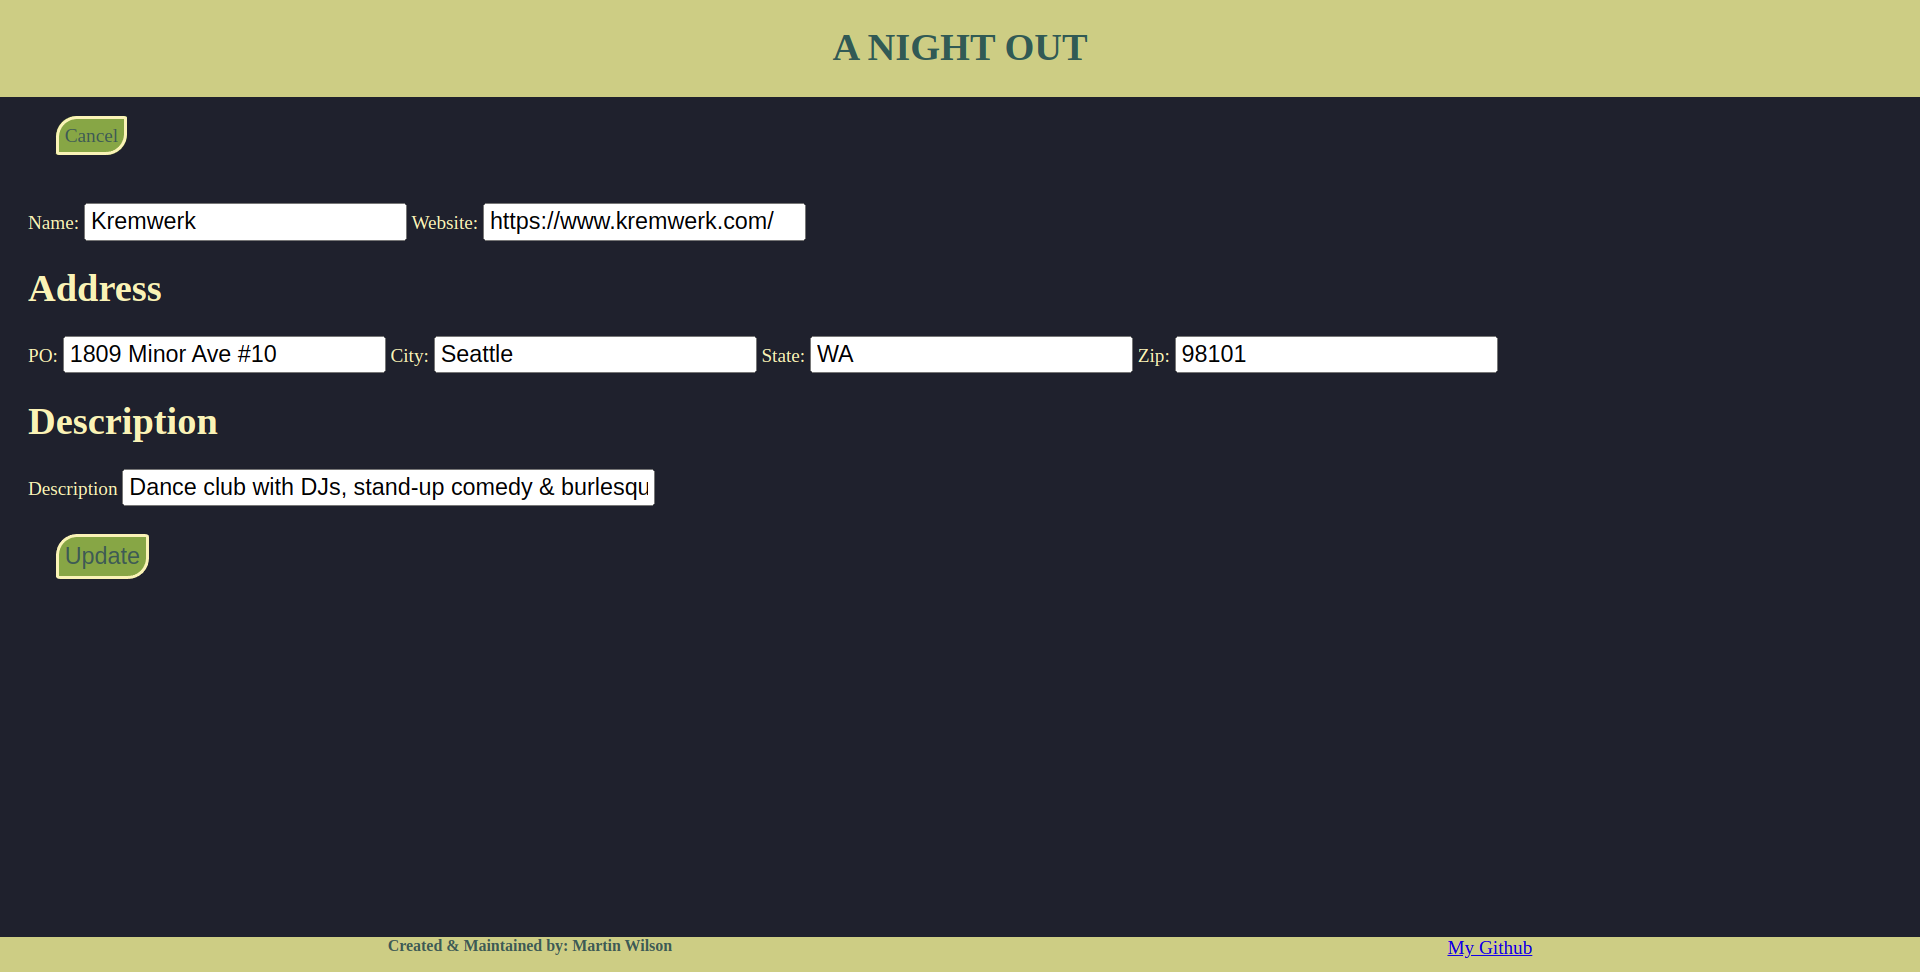 A NIGHT OUT
Cancel
Name: Kremwerk Website: https://www.kremwerk.com/
Address
PO: 1809 Minor Ave #10 City: Seattle State: WA Zip: 98101
Description
Description Dance club with DJs, stand-up comedy & burlesqu
Update
Created & Maintained by: Martin Wilson My Github